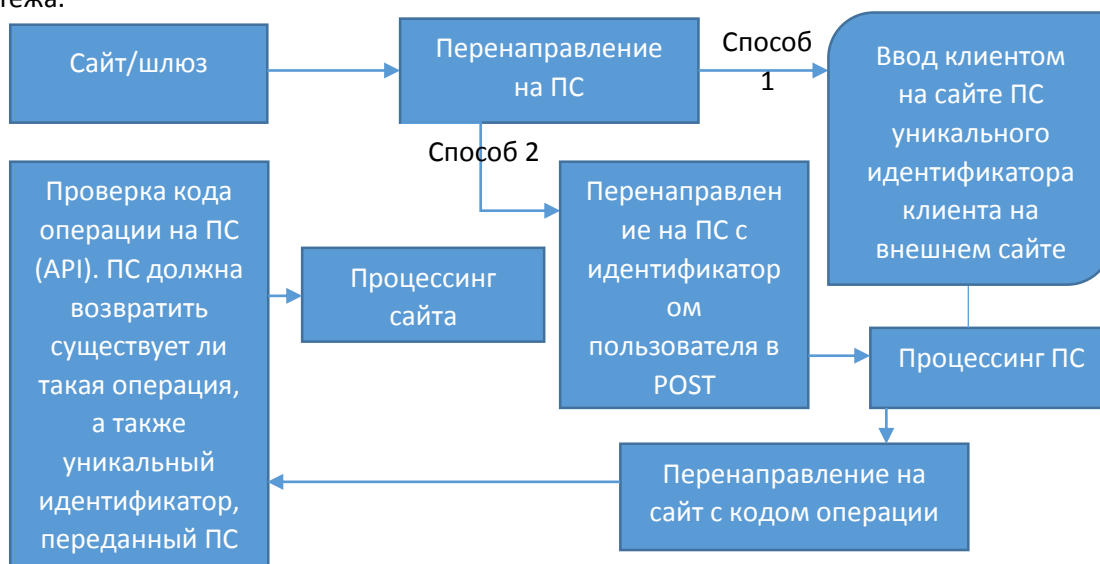 тежа.
Сайт/шлюз
Перенаправление
на ПС
Способ
1
Ввод клиентом
на сайте ПС
уникального
идентификатора
клиента на
внешнем сайте
Способ 2
Перенаправлен
ие на ПС с
идентификатор
ом
пользователя в
POST
Процессинг ПС
Перенаправление на
сайт с кодом операции
Проверка кода
операции на ПС
(API). ПС должна
возвратить
существует ли
такая операция,
а также
уникальный
идентификатор,
переданный ПС
Процессинг
сайта